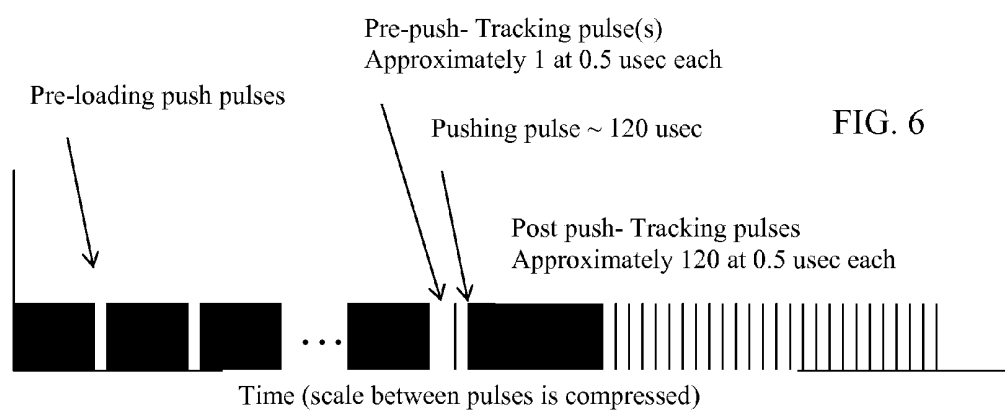 Pre-push- Tracking pulse(s)
Approximately 1 at 0.5 usec each
Pre-loading push pulses
Pushing pulse ~ 120 usec
FIG. 6
Post push- Tracking pulses
Approximately 120 at 0.5 usec each
Time (scale between pulses is compressed)